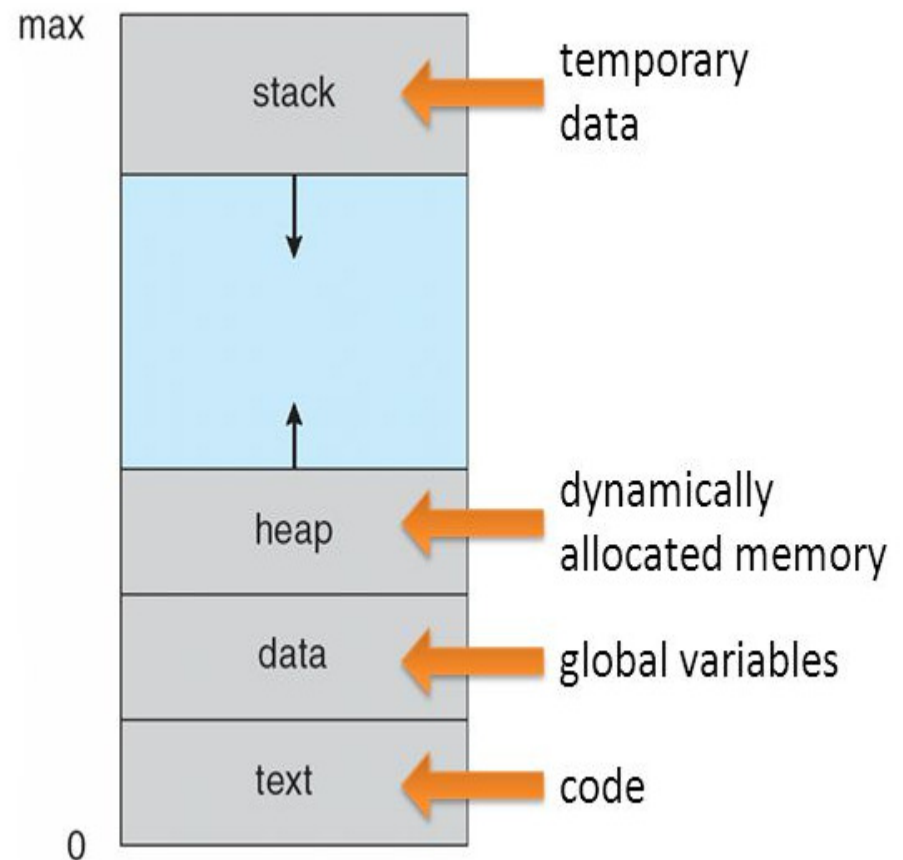 max
stack
temporary
data
heap
dynamically
allocated memory
data
global variables
text
code
0